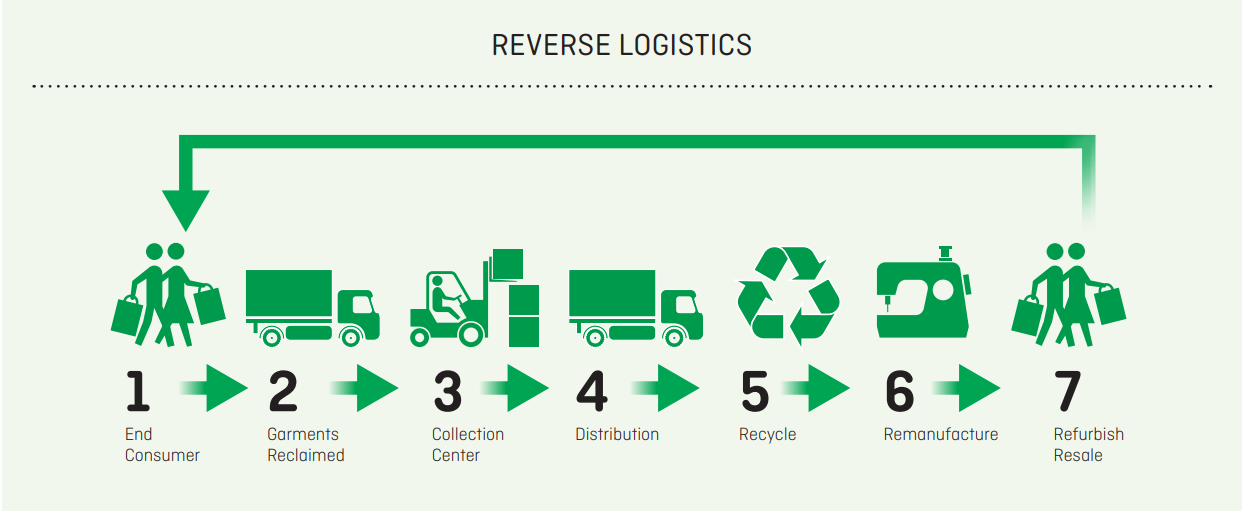 REVERSE LOGISTICS
1
End
Consumer
2
Garments
Reclaimed
3
Collection
Center
4
Distribution
5
Recycle
6
Remanufacture
7
Refurbish
Resale